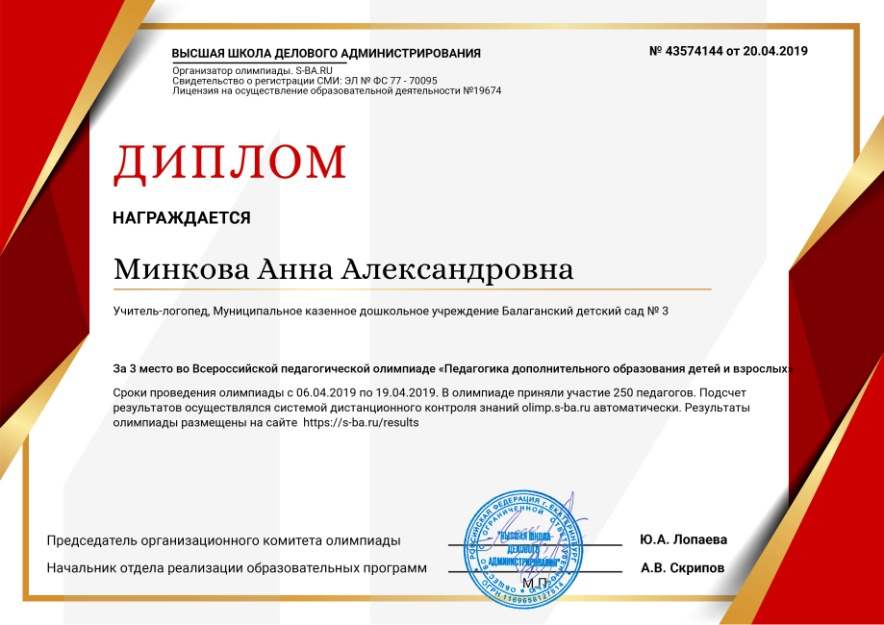 ВЫСШАЯ ШКОЛА ДЕЛОВОГО АДМИНИСТРИРОВАНИЯ
Организатор олимпиады. S-BA.RU
Свидетельство о регистрации СМИ: ЭЛ № ФС 77 - 70095
Лицензия на осуществление образовательной деятельности №19674
№ 43574144 от 20.04.2019
ДИПЛОМ
НАГРАЖДАЕТСЯ
Минкова Анна Александровна
Учитель-логопед, Муниципальное казенное дошкольное учреждение Балаганский детский сад № 3
За 3 место во Всероссийской педагогической олимпиаде «Педагогика дополнительного образования детей и взрослых»
Сроки проведения олимпиады с 06.04.2019 по 19.04.2019. В олимпиаде приняли участие 250 педагогов. Подсчет
результатов осуществлялся системой дистанционного контроля знаний olimp.s-ba.ru автоматически. Результаты
олимпиады размещены на сайте https://s-ba.ru/results
Председатель организационного комитета олимпиады
Ю.А. Лопаева
Начальник отдела реализации образовательных программ
А.В. Скрипов
М.П.
РОССИЙСКАЯ ФЕДЕРАЦИЯ г. ЕКАТЕРИНБУРГ
ОБЩЕСТВО С ОГРАНИЧЕННОЙ ОТВЕТСТВЕННОСТЬЮ
"ВЫСШАЯ ШКОЛА
ДЕЛОВОГО
АДМИНИСТРИРОВАНИЯ"